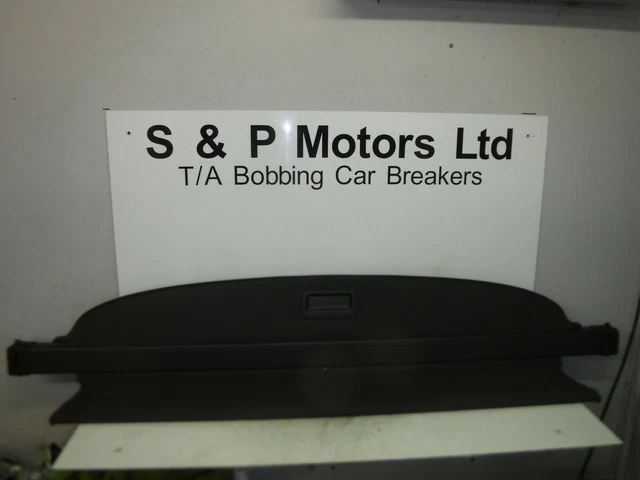 S & P Motors Ltd
T/A Bobbing Car Breakers